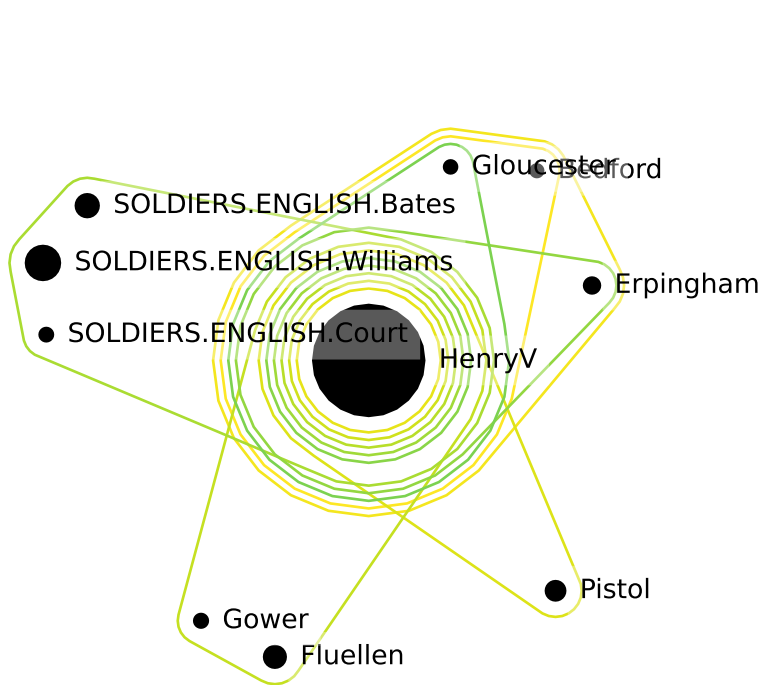 Gloucester
Bedford
SOLDIERS.ENGLISH.Bates
SOLDIERS.ENGLISH.Williams
Erpingham
SOLDIERS.ENGLISH.Court
HenryV
Pistol
Gower
Fluellen